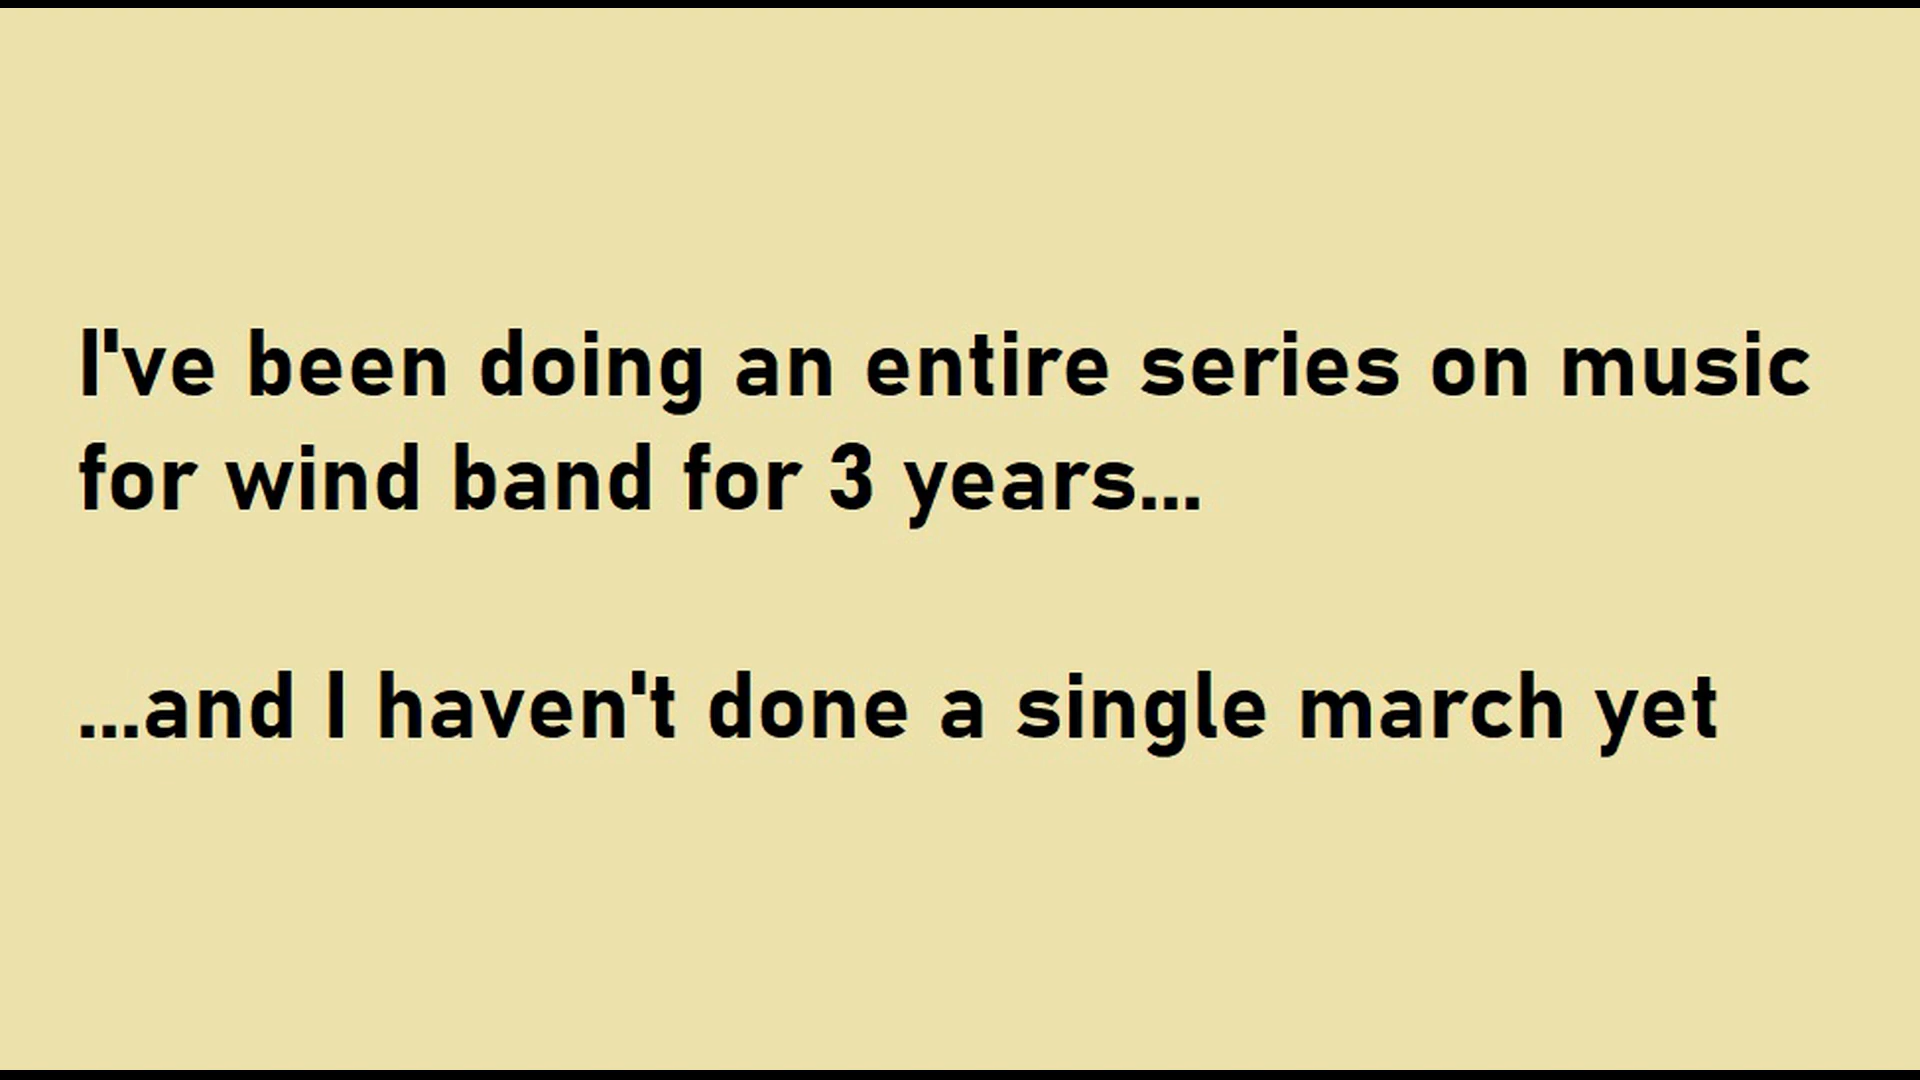 I've been doing an entire series on music
for wind band for 3 years...
...and I haven't done a single march yet